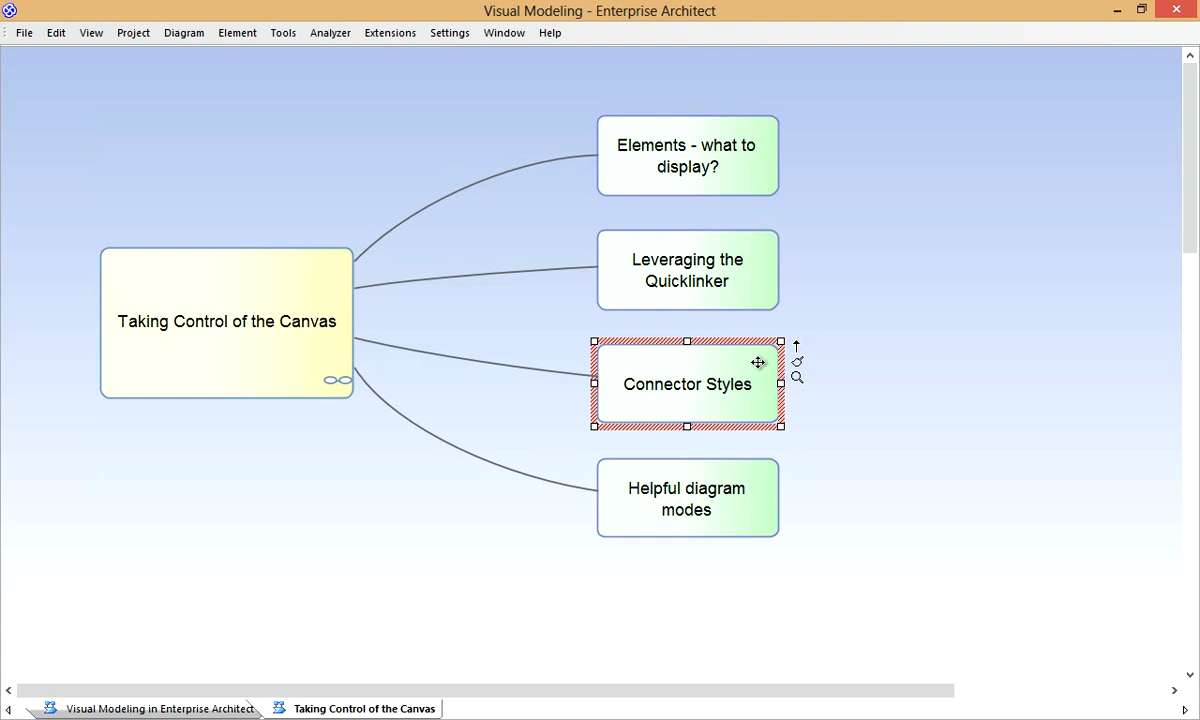 Visual Modeling - Enterprise Architect
File Edit View Project Diagram Element Tools Analyzer Extensions Settings Window Help
Elements - what to
display?
Leveraging the
Quicklinker
Taking Control of the Canvas
Connector Styles
Helpful diagram
modes
Visual Modeling in Enterprise Architect Taking Control of the Canvas